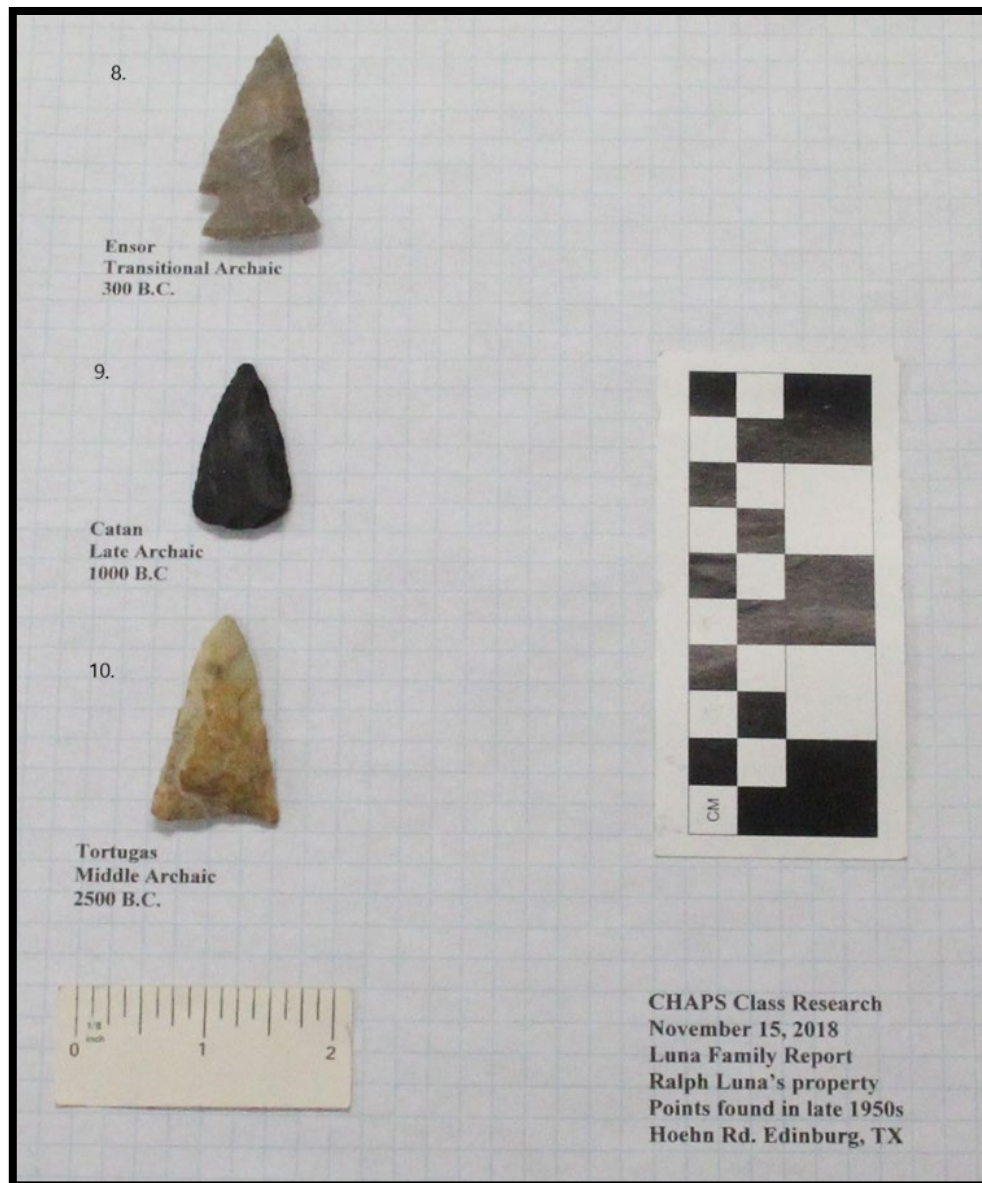 8.
Ensor
Transitional Archaic
300 B.C.
9.
Catan
Late Archaic
1000 B.C
10.
Tortugas
Middle Archaic
2500 B.C.
CM
1/8
inch
0 1 2
CHAPS Class Research
November 15, 2018
Luna Family Report
Ralph Luna's property
Points found in late 1950s
Hoehn Rd. Edinburg, TX